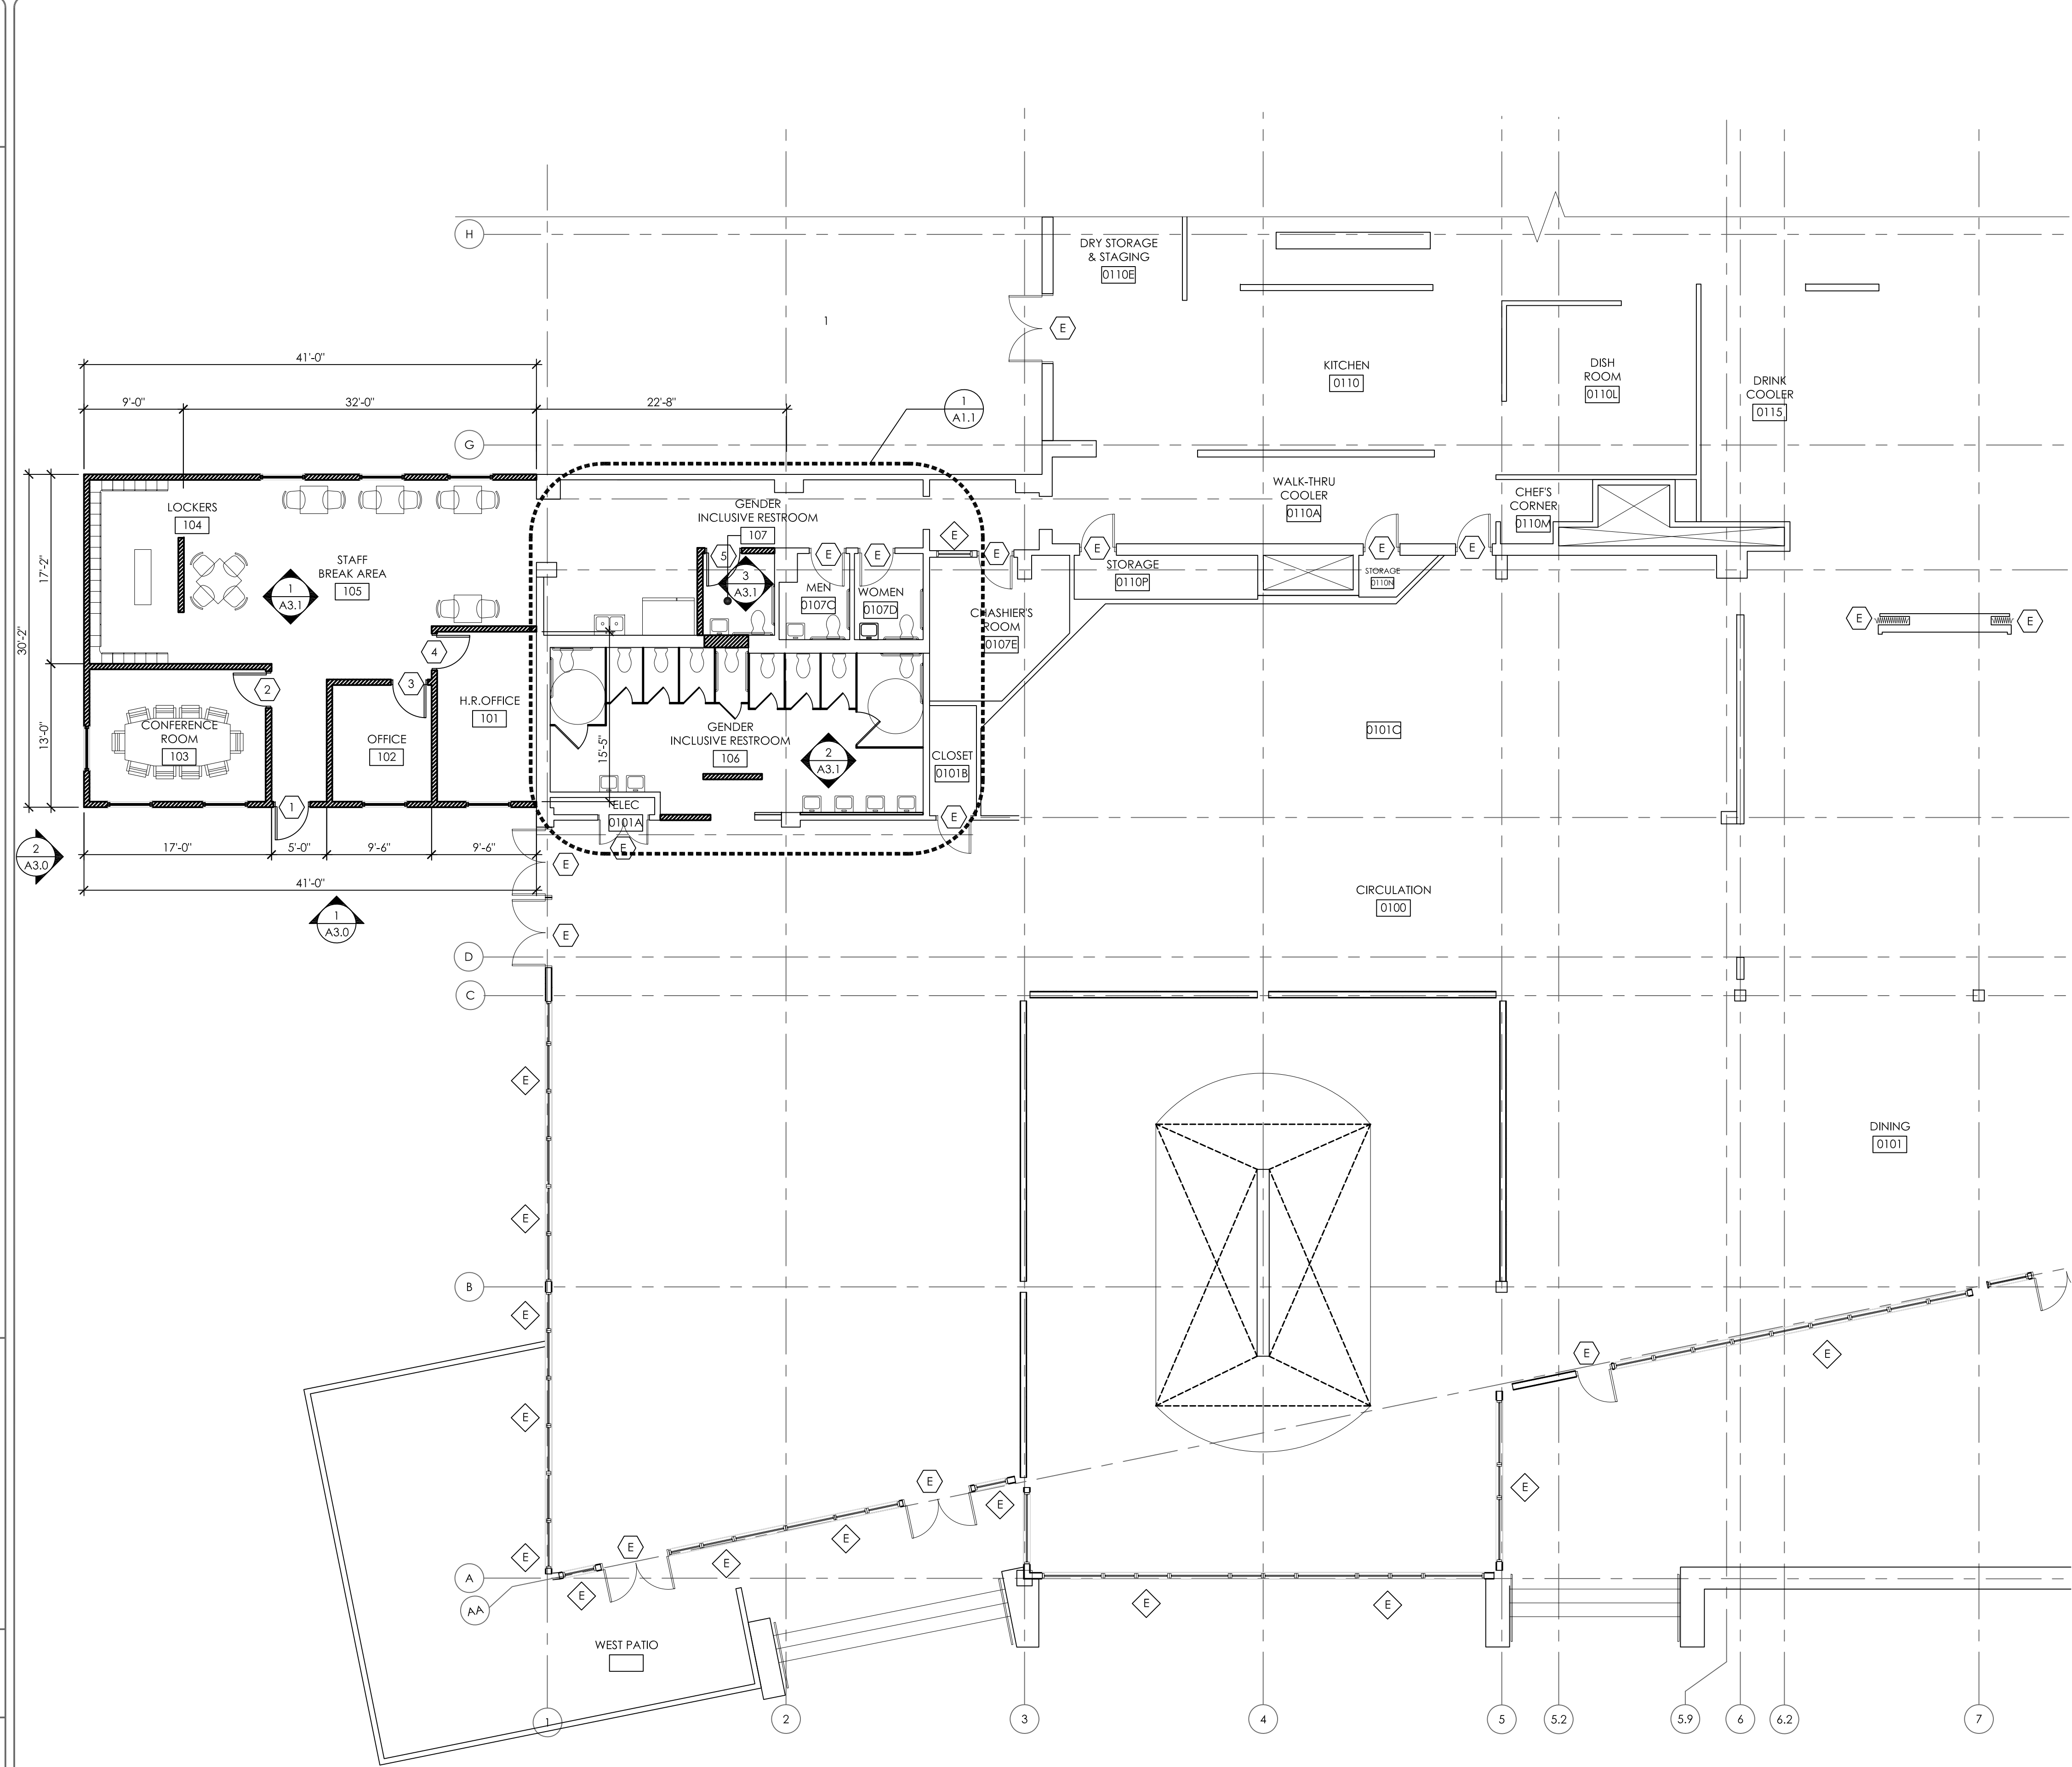 H
DRY STORAGE
& STAGING
0110E
1
E
41'-0"
KITCHEN
0110
DISH
ROOM
0110L
DRINK
COOLER
0115
9'-0"
32'-0"
22'-8"
1
A1.1
G
LOCKERS
104
GENDER
INCLUSIVE RESTROOM
107
WALK-THRU
COOLER
0110A
CHEF'S
CORNER
0110M
30'-2"
17'-2"
STAFF
BREAK AREA
105
1
A3.1
5
E
E
E
E
E
E
E
STORAGE
0110P
STORAGE
0110N
3
A3.1
MEN
0107C
WOMEN
0107D
CHASHIER'S
ROOM
0107E
E
E
4
3
2
H.R.OFFICE
101
13'-0"
CONFERENCE
ROOM
103
OFFICE
102
15'-5"
GENDER
INCLUSIVE RESTROOM
106
2
A3.1
CLOSET
0101B
0101C
1
ELEC
0101A
E
E
E
2
A3.0
17'-0"
5'-0"
9'-6"
9'-6"
41'-0"
1
A3.0
CIRCULATION
0100
E
D
C
E
DINING
0101
E
B
E
E
E
E
E
E
E
E
E
E
E
E
A
AA
E
E
E
WEST PATIO
1
2
3
4
5
5.2
5.9
6
6.2
7